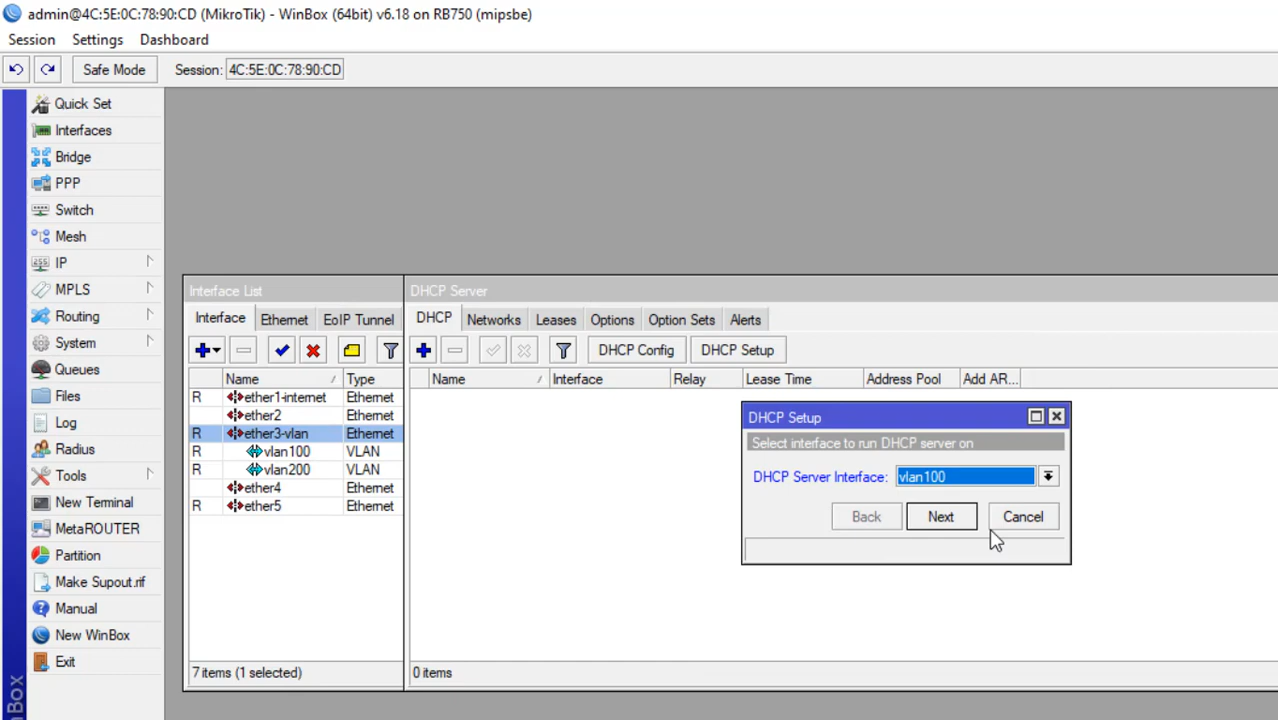 admin@4C:5E:0C:78:90:CD (MikroTik) - WinBox (64bit) v6.18 on RB750 (mipsbe)
Session Settings Dashboard
Safe Mode Session: 4C:5E:0C:78:90:CD
Quick Set
Interfaces
Bridge
PPP
Switch
Mesh
IP
MPLS
Routing
System
Queues
Files
Log
Radius
Tools
New Terminal
MetaROUTER
Partition
Make Supout.rif
Manual
New WinBox
Exit
Box
Interface List
Interface Ethernet EoIP Tunnel
Name Type
R ether1-internet Ethernet
ether2 Ethernet
R ether3-vlan Ethernet
R vlan100 VLAN
R vlan200 VLAN
ether4 Ethernet
R ether5 Ethernet
7 items (1 selected)
DHCP Server
DHCP Networks Leases Options Option Sets Alerts
DHCP Config DHCP Setup
Name Interface Relay Lease Time Address Pool Add AR...
0 items
DHCP Setup
Select interface to run DHCP server on
DHCP Server Interface: vlan100
Back Next Cancel